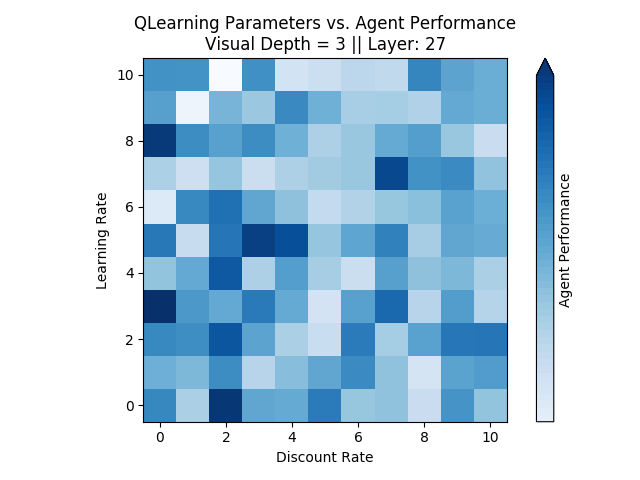 QLearning Parameters vs. Agent Performance
Visual Depth = 3 || Layer: 27
10
8
6
4
2
0
Learning Rate
0 2 4 6 8 10
Discount Rate
Agent Performance